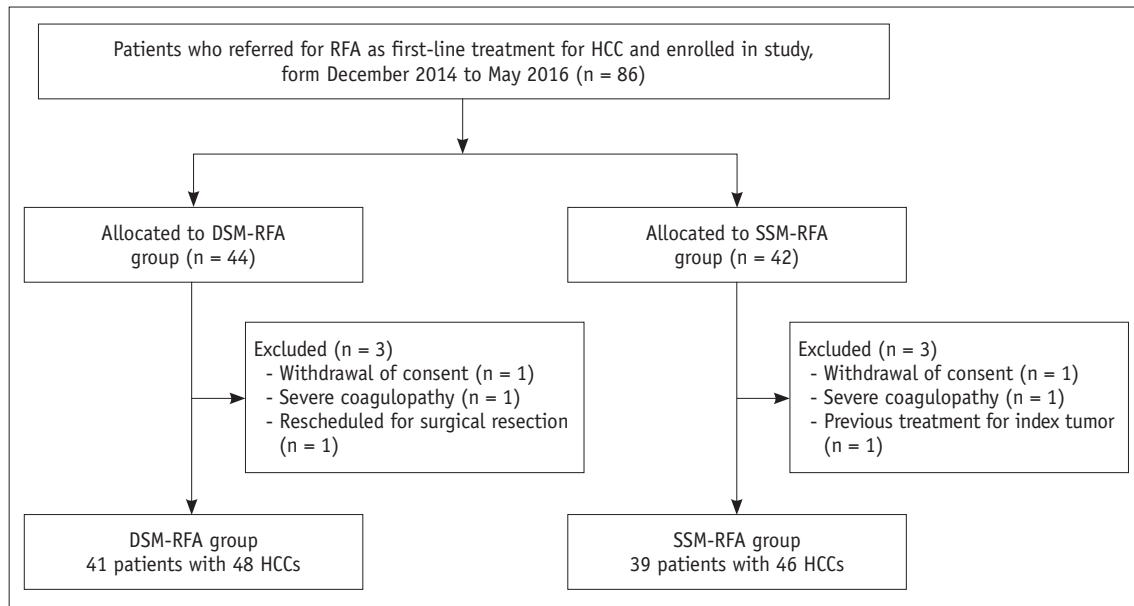 Patients who referred for RFA as first-line treatment for HCC and enrolled in study,
form December 2014 to May 2016 (n = 86)
Allocated to DSM-RFA
group (n = 44)
Allocated to SSM-RFA
group (n = 42)
Excluded (n = 3)
- Withdrawal of consent (n = 1)
- Severe coagulopathy (n = 1)
- Rescheduled for surgical resection
(n = 1)
Excluded (n = 3)
- Withdrawal of consent (n = 1)
- Severe coagulopathy (n = 1)
- Previous treatment for index tumor
(n = 1)
DSM-RFA group
41 patients with 48 HCCs
SSM-RFA group
39 patients with 46 HCCs